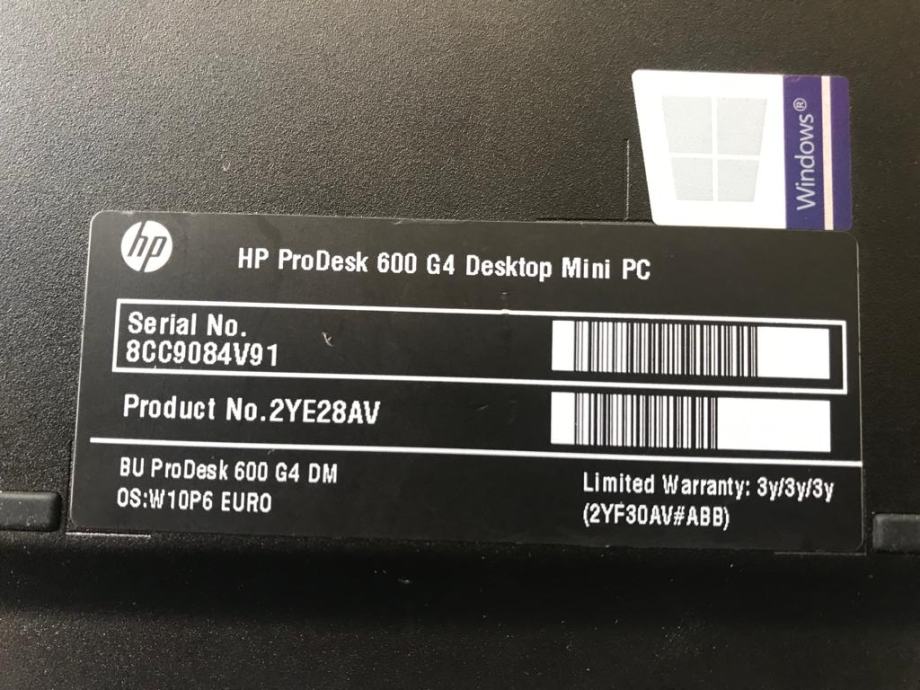 Windows®
hp
HP ProDesk 600 G4 Desktop Mini PC
Serial No.
8CC9084V91
Product No.2YE28AV
BU ProDesk 600 G4 DM
OS:W10P6 EURO
Limited Warranty: 3y/3y/3y
(2YF30AV#ABB)